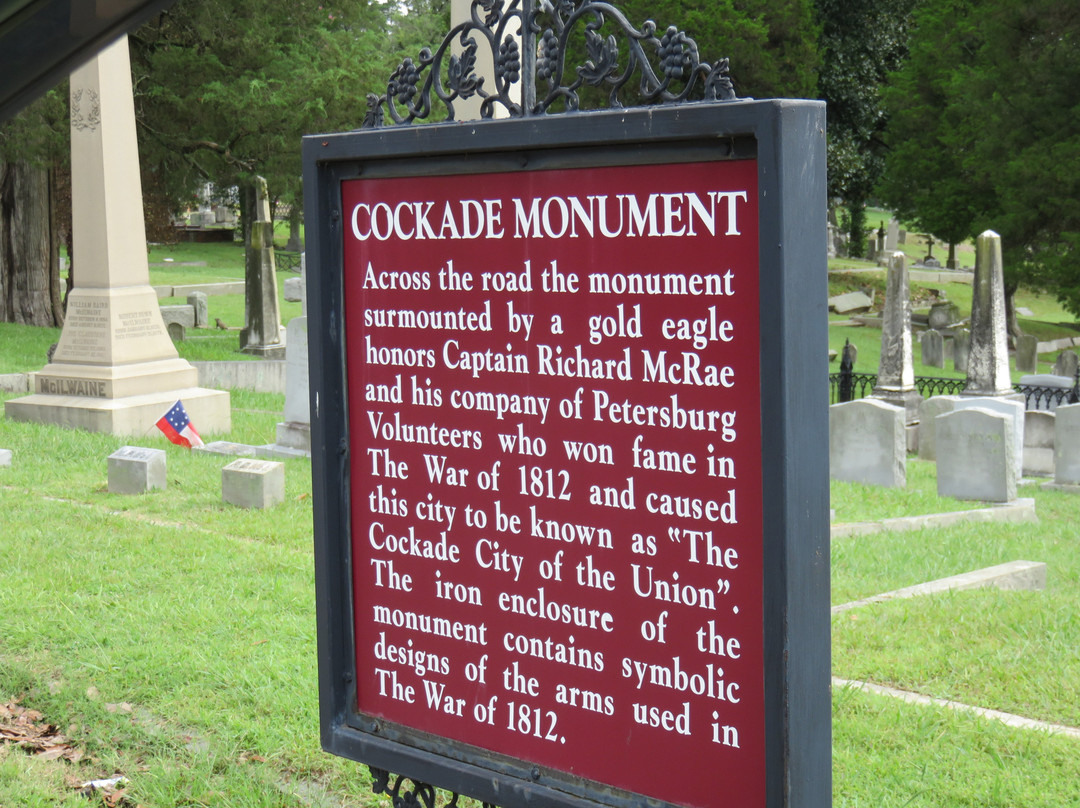 COCKADE MONUMENT
Across the road the monument
surmounted by a gold eagle
honors Captain Richard McRae
and his company of Petersburg
Volunteers who won fame in
The War of 1812 and caused
this city to be known as "The
Cockade City of the Union".
The iron enclosure of the
monument contains symbolic
designs of the arms used in
The War of 1812.
McILWAINE